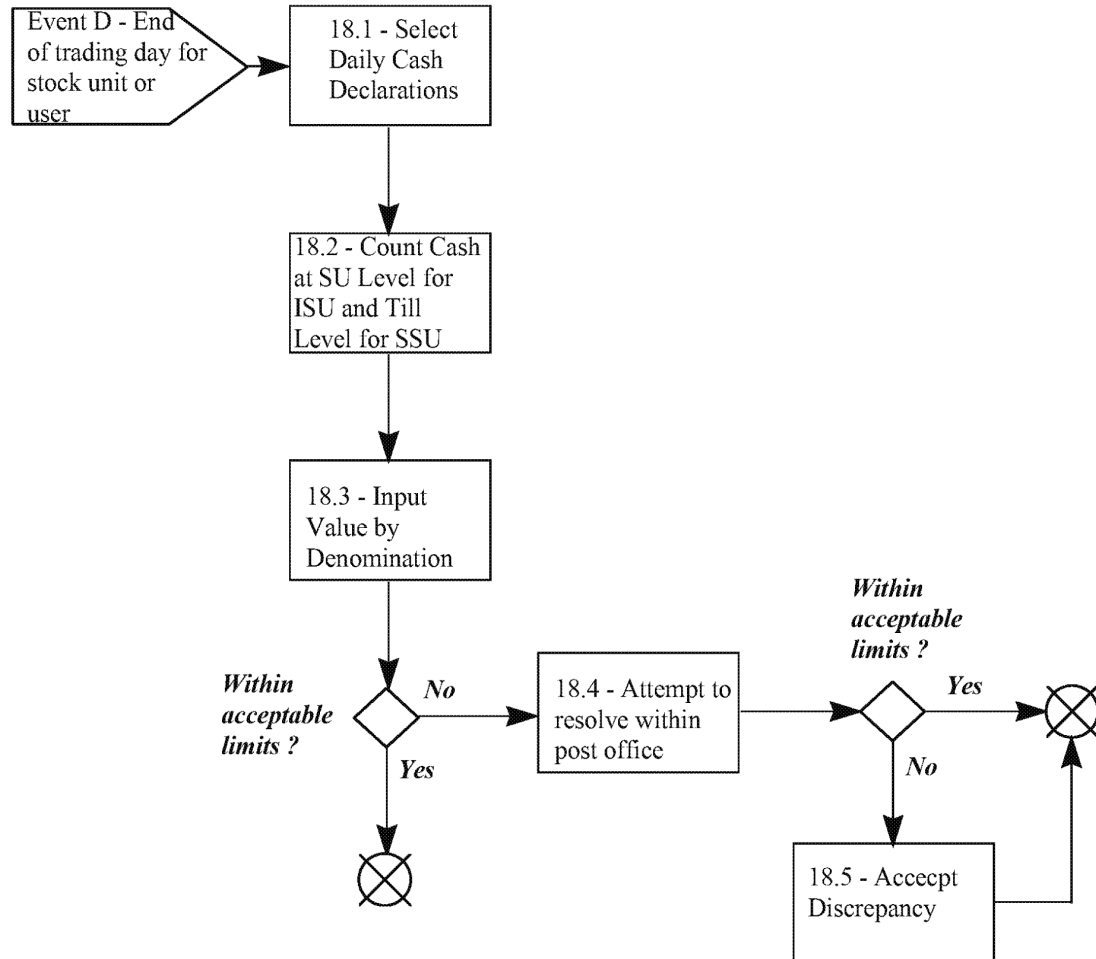 Event D - End
of trading day for
stock unit or
user
18.1 - Select
Daily Cash
Declarations
18.2 - Count Cash
at SU Level for
ISU and Till
Level for SSU
18.3 - Input
Value by
Denomination
Within
acceptable
limits ?
No
Yes
18.4 - Attempt to
resolve within
post office
Within
acceptable
limits ?
Yes
No
18.5 - Accecpt
Discrepancy